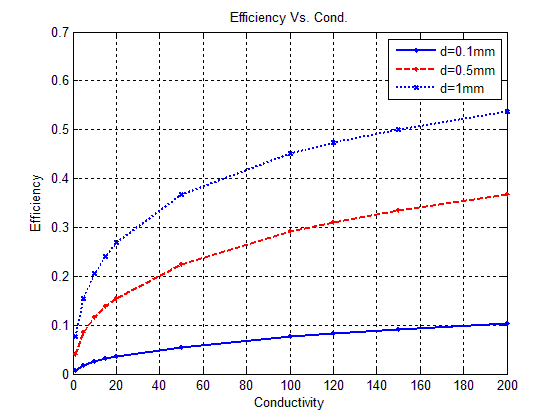 Efficiency Vs. Cond.
0.7
0.6
0.5
0.4
0.3
0.2
0.1
0
Efficiency
d=0.1mm
d=0.5mm
d=1mm
0 20 40 60 80 100 120 140 160 180 200
Conductivity